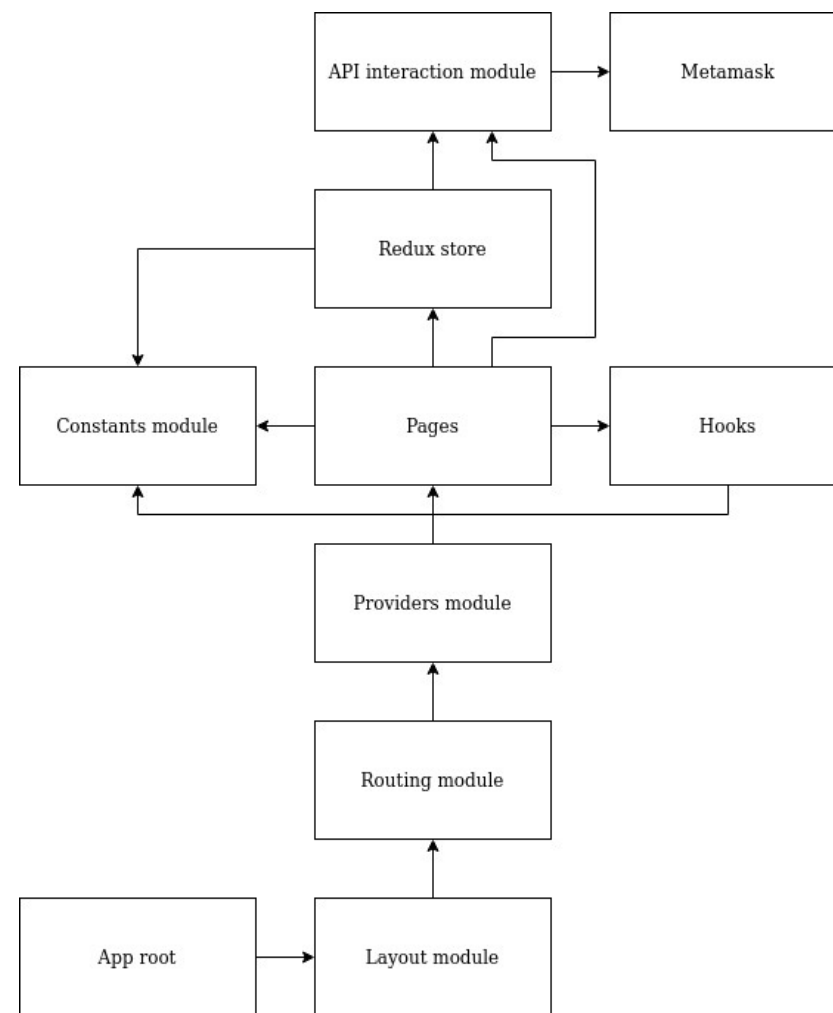 API interaction module
Metamask
Redux store
Constants module
Pages
Hooks
Providers module
Routing module
App root
Layout module